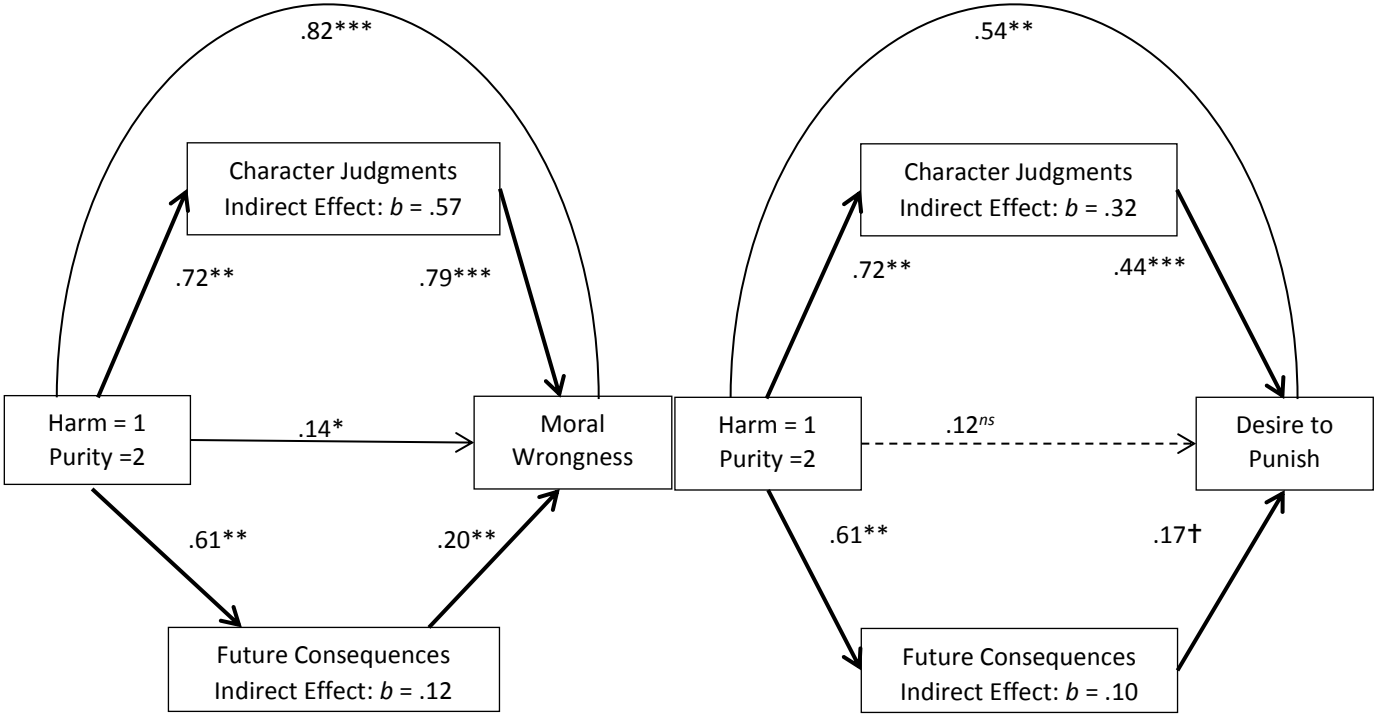 .82***
Character Judgments
Indirect Effect: b = .57
.72**
.79***
Harm = 1
Purity =2
.14*
Moral
Wrongness
.61**
.20**
Future Consequences
Indirect Effect: b = .12
.54**
Character Judgments
Indirect Effect: b = .32
.72**
.44***
Harm = 1
Purity =2
.12ns
Desire to
Punish
.61**
.17†
Future Consequences
Indirect Effect: b = .10